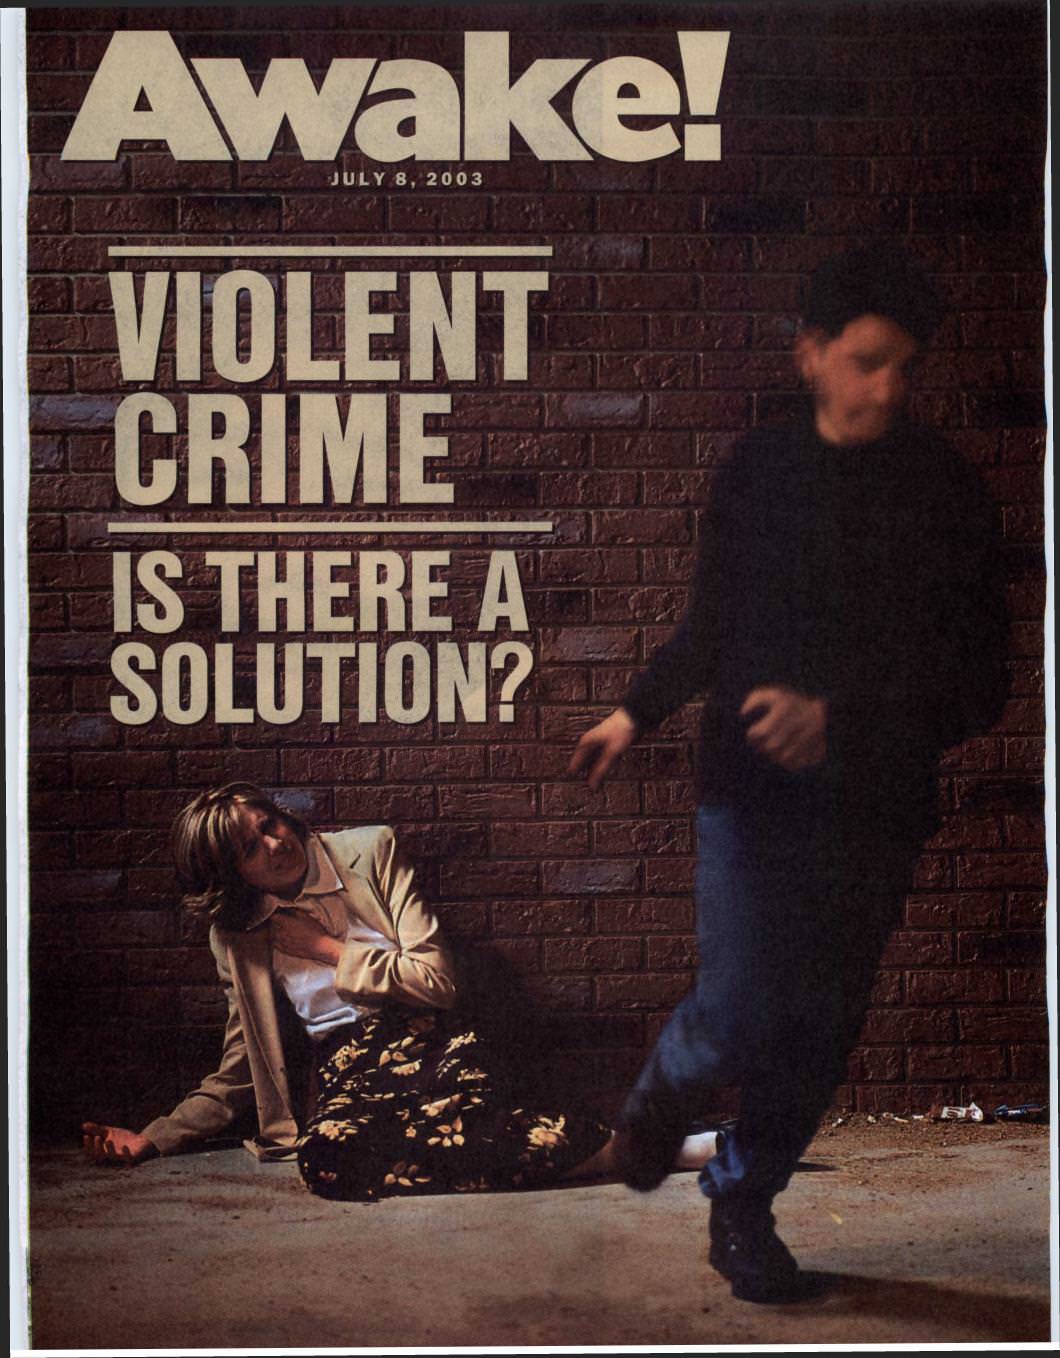 Awake!
JULY 8, 2003
VIOLENT
CRIME
IS THERE A
SOLUTION?